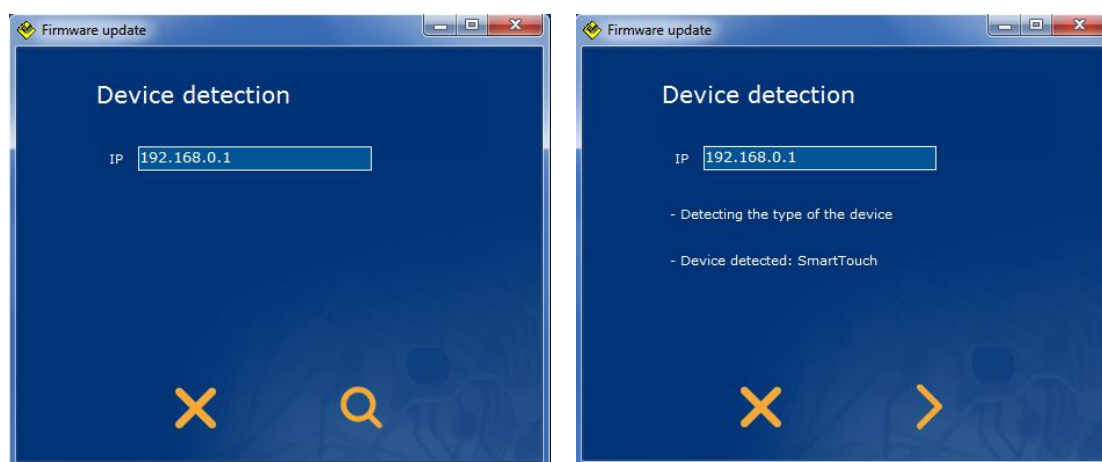 Firmware update
Device detection
IP 192.168.0.1
Firmware update
Device detection
IP 192.168.0.1
- Detecting the type of the device
- Device detected: SmartTouch